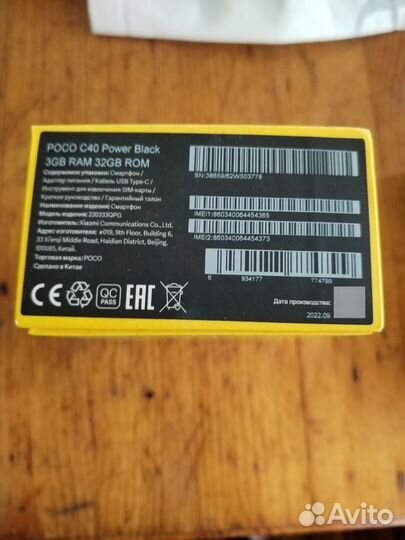 POCO C40 Power Black
3GB RAM 32GB ROM
Содержимое упаковки: Смартфон /
Адаптер питания / Кабель USB Type-C /
Инструмент для извлечения SIM-карты /
Краткое руководство / Гарантийный талон
Наименование изделия: Смартфон
Модель изделия: 220333QPG
Изготовитель: Xiaomi Communications Co., Ltd.
Адрес изготовителя: #019, 9th Floor, Building 6,
33 Xi'erqi Middle Road, Haidian District, Beijing,
100085, Китай.
Торговая марка: POCO
Сделано в Китае
SN:38659/62W503778
IMEI1:860340064454365
IMEI2:860340064454373
6 934177 774799
CE
QC
PASS
EAC
Дата производства:
2022.09
Avito